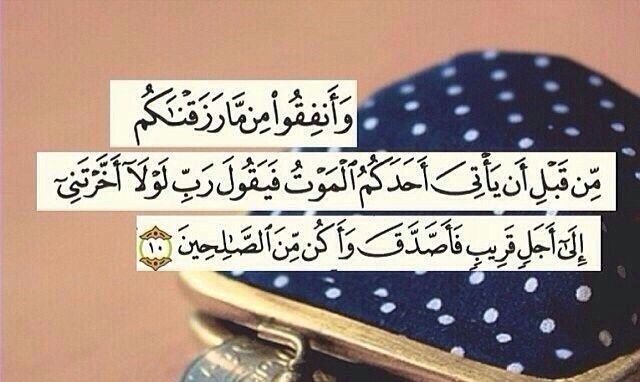 وَأَنفِقُوا۟ مِن مَّا رَزَقْنَـٰكُم
مِّن قَبْلِ أَن يَأْتِىَ أَحَدَكُمُ ٱلْمَوْتُ فَيَقُولَ رَبِّ لَوْلَآ أَخَّرْتَنِىٓ
إِلَىٰٓ أَجَلٍ قَرِيبٍ فَأَصَّدَّقَ وَأَكُن مِّنَ ٱلصَّـٰلِحِينَ ١٠